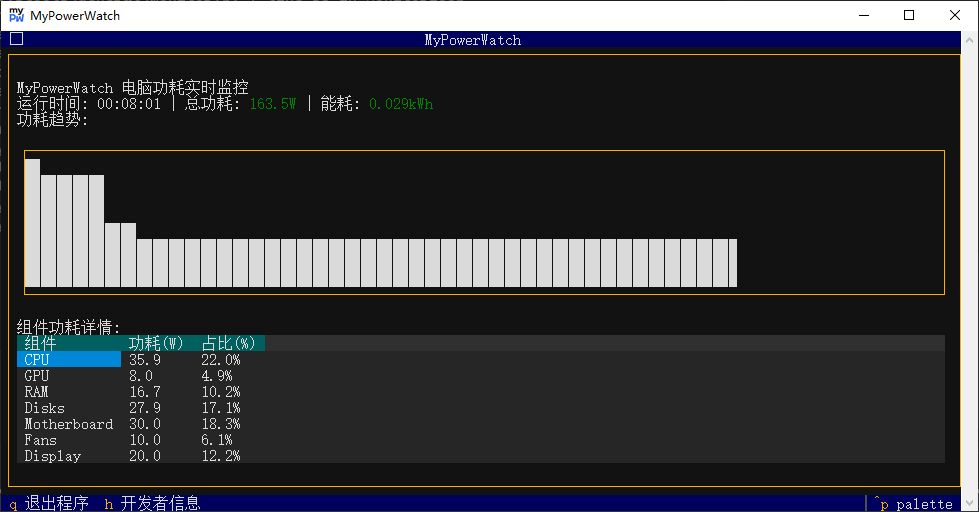 my
PW MyPowerWatch
MyPowerWatch
MyPowerWatch 电脑功耗实时监控
运行时间: 00:08:01 | 总功耗: 163.5W | 能耗: 0.029kWh
功耗趋势:
组件功耗详情:
组件 功耗(W) 占比(%)
CPU 35.9 22.0%
GPU 8.0 4.9%
RAM 16.7 10.2%
Disks 27.9 17.1%
Motherboard 30.0 18.3%
Fans 10.0 6.1%
Display 20.0 12.2%
q 退出程序 h 开发者信息 ^p palette